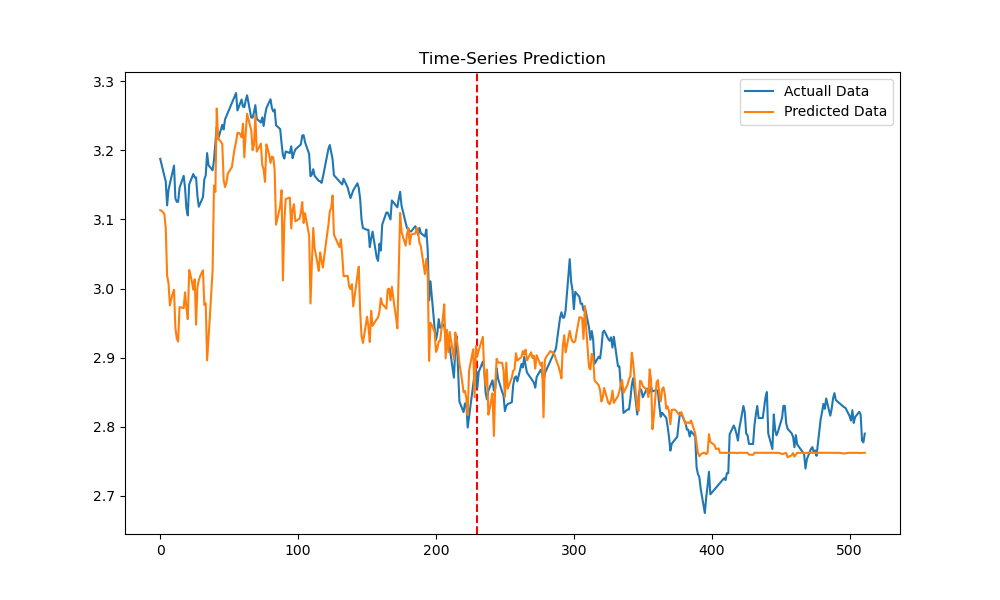 Time-Series Prediction
Actuall Data
Predicted Data
3.3
3.2
3.1
3.0
2.9
2.8
2.7
0 100 200 300 400 500